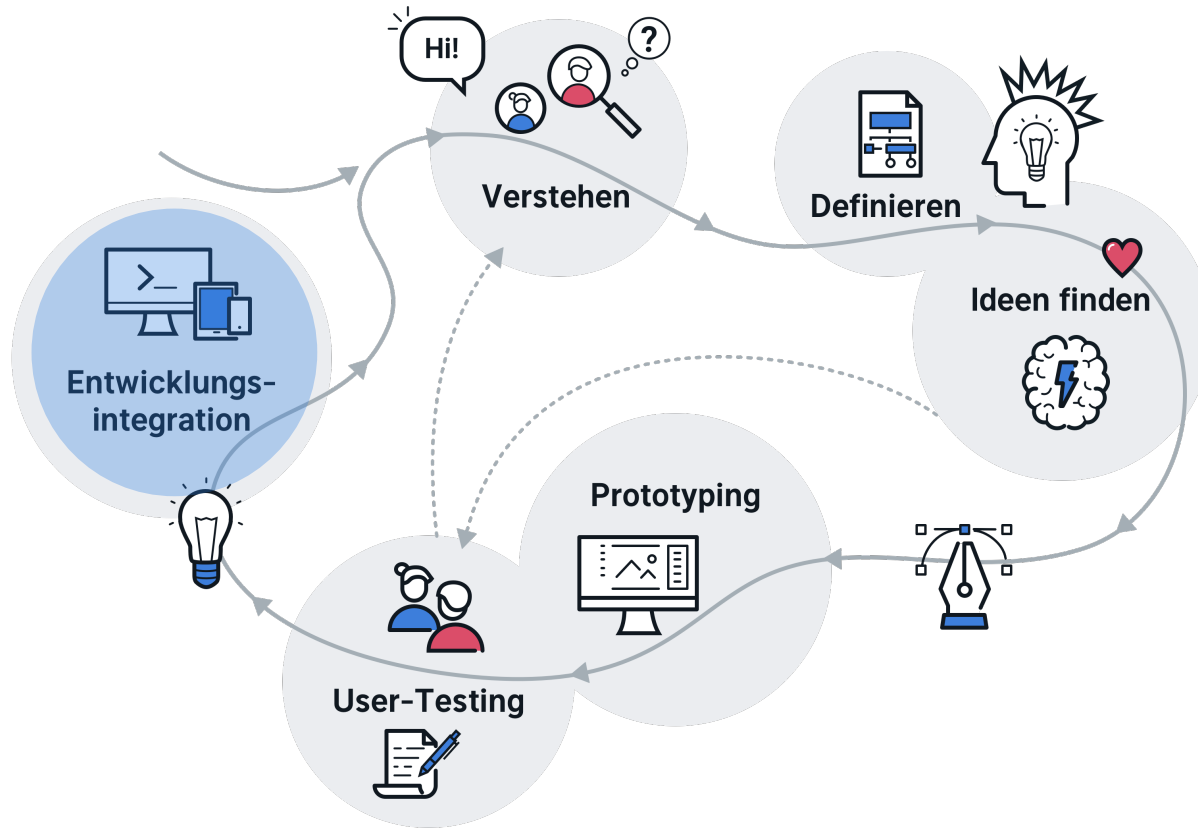 Hi!
?
Verstehen
Definieren
Ideen finden
Entwicklungs-
integration
Prototyping
User-Testing